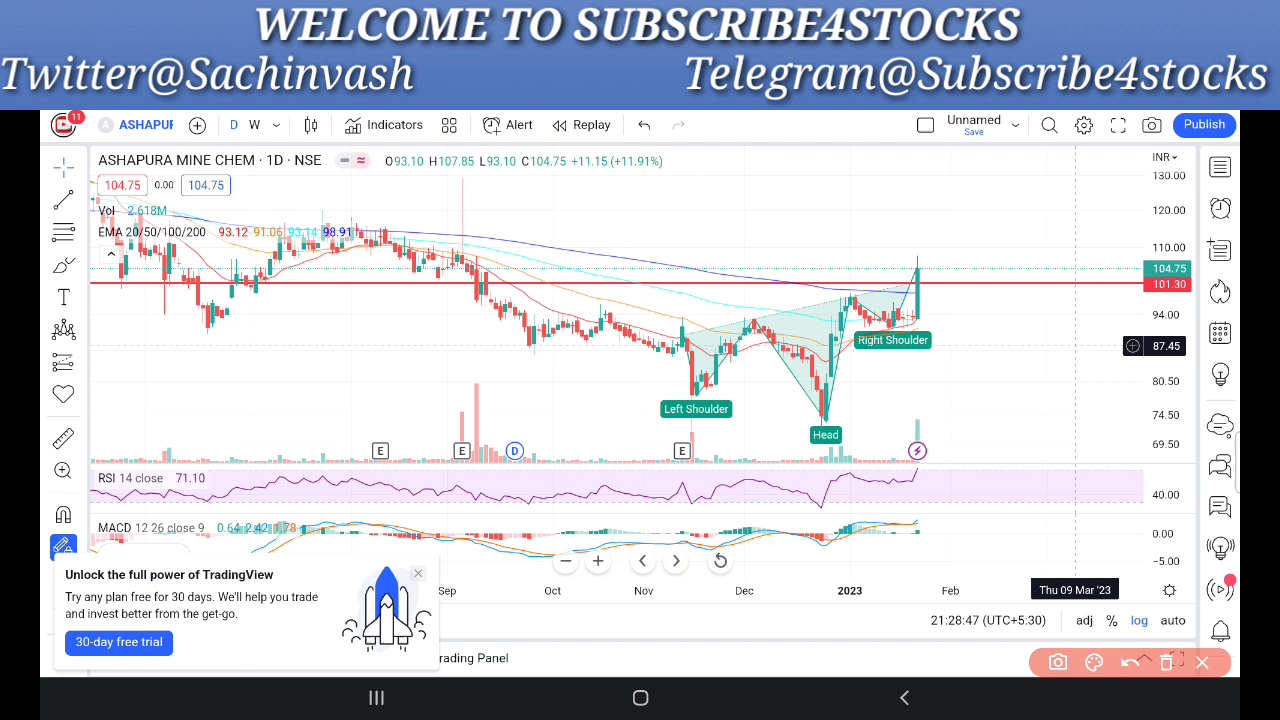 WELCOME TO SUBSCRIBE4STOCKS
Twitter@Sachinvash Telegram@Subscribe4stocks
11 A ASHAPUR D W Indicators Alert Replay Unnamed Save Publish
ASHAPURA MINE CHEM · 1D · NSE O93.10 H107.85 L93.10 C104.75 +11.15 (+11.91%) INR
104.75 0.00 104.75
130.00
Vol 2.618M
120.00
EMA 20/50/100/200 93.12 91.06 93.14 98.91
110.00
104.75
101.30
94.00
Right Shoulder
87.45
80.50
Left Shoulder
74.50
Head
69.50
E E D E
RSI 14 close 71.10
40.00
MACD 12 26 close 9 0.64 2.42 1.78
0.00
−5.00
Unlock the full power of TradingView
Try any plan free for 30 days. We'll help you trade
and invest better from the get-go.
30-day free trial
Sep Oct Nov Dec 2023 Feb Thu 09 Mar '23
21:28:47 (UTC+5:30) adj % log auto
rading Panel